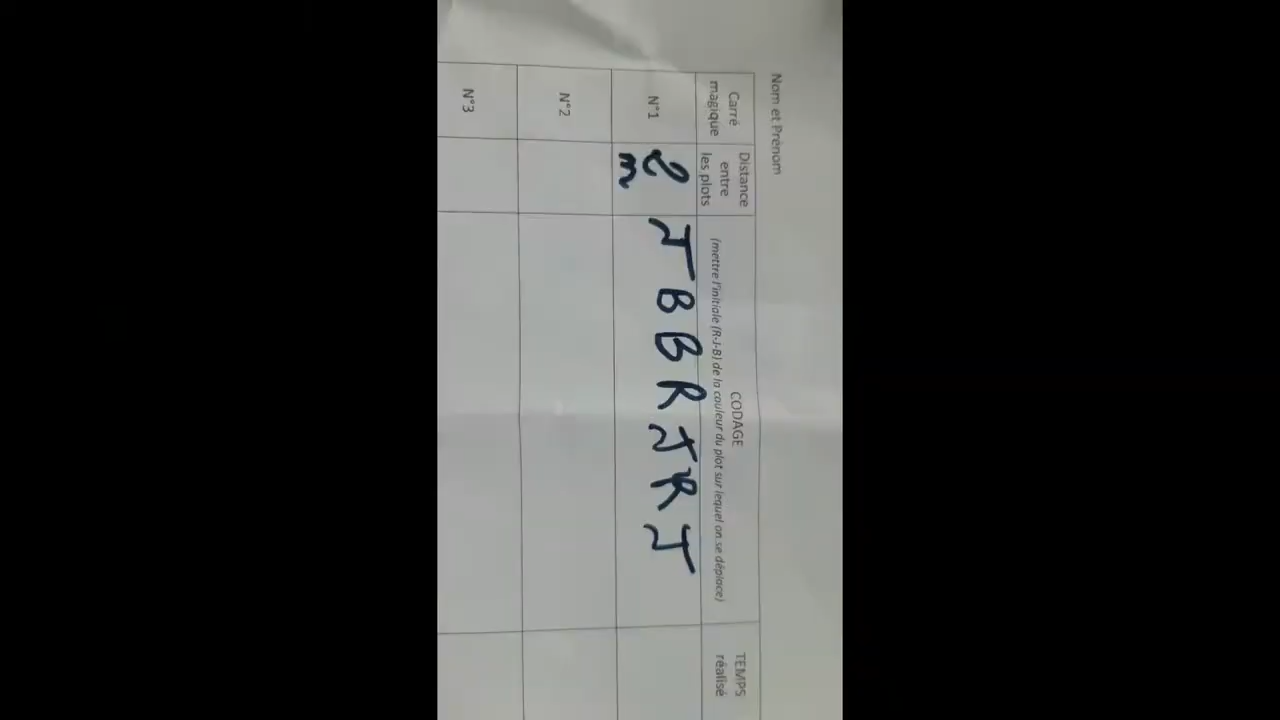 Nom et Prénom
Carré magique
Distance entre les plots
CODAGE
(mettre l'initiale (R-J-B) de la couleur du plot sur lequel on se déplace)
TEMPS réalisé
N°1
2 m
J B B R J R J
N°2
N°3